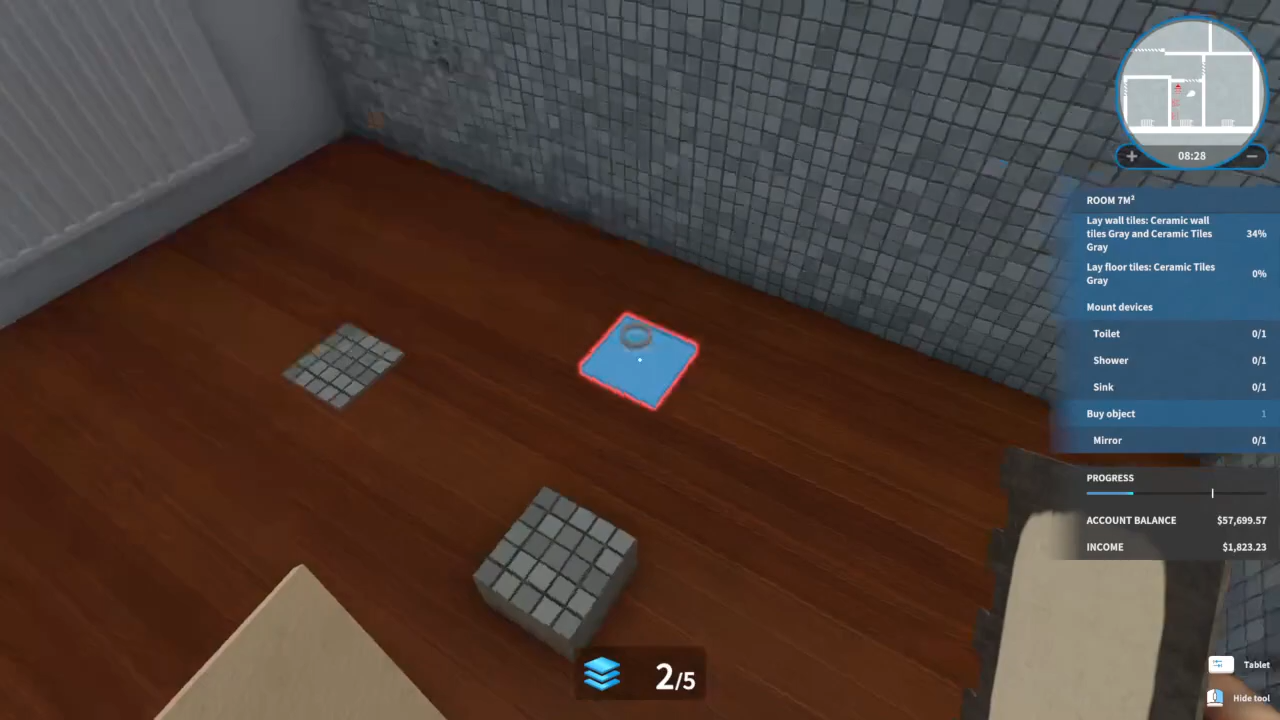 08:28
ROOM 7M²
Lay wall tiles: Ceramic wall
tiles Gray and Ceramic Tiles
Gray
34%
Lay floor tiles: Ceramic Tiles
Gray
0%
Mount devices
Toilet 0/1
Shower 0/1
Sink 0/1
Buy object 1
Mirror 0/1
PROGRESS
ACCOUNT BALANCE $57,699.57
INCOME $1,823.23
2/5
Tablet
Hide tool